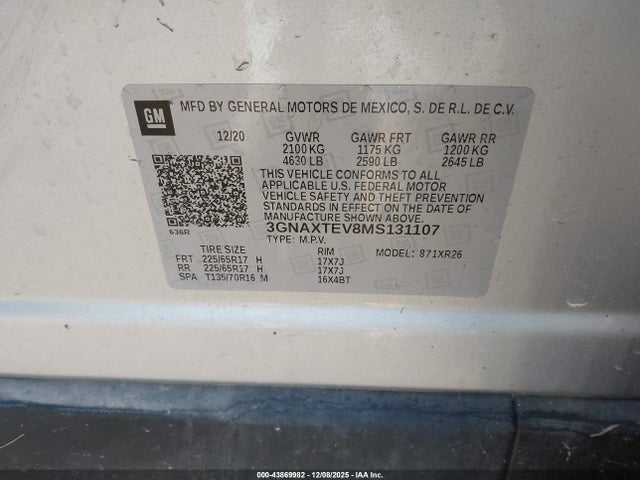 GM
MFD BY GENERAL MOTORS DE MEXICO, S. DE R.L. DE C.V.
12/20 GVWR GAWR FRT GAWR RR
2100 KG 1175 KG 1200 KG
4630 LB 2590 LB 2645 LB
THIS VEHICLE CONFORMS TO ALL
APPLICABLE U.S. FEDERAL MOTOR
VEHICLE SAFETY AND THEFT PREVENTION
STANDARDS IN EFFECT ON THE DATE OF
MANUFACTURE SHOWN ABOVE.
636R
3GNAXTEV8MS131107
TYPE: M.P.V. MODEL: 871XR26
TIRE SIZE RIM
FRT 225/65R17 H 17X7J
RR 225/65R17 H 17X7J
SPA T135/70R16 M 16X4BT
000-43869982 | 12/08/2025 | IAA Inc.